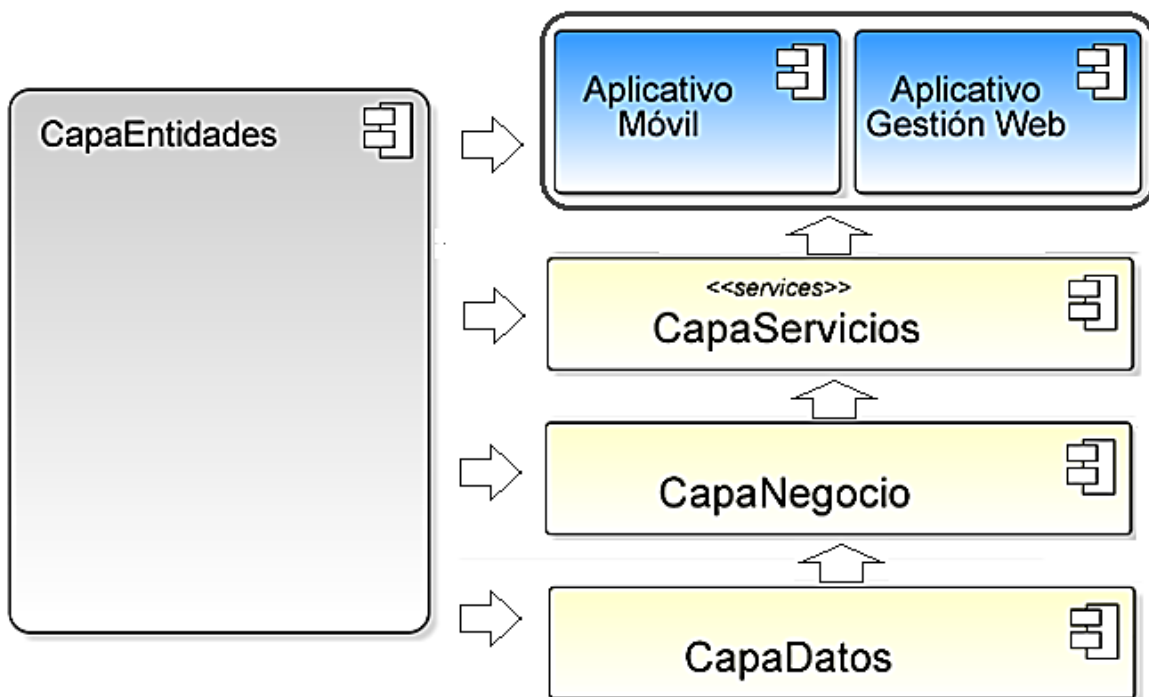 CapaEntidades
Aplicativo
Móvil
Aplicativo
Gestión Web
<<services>>
CapaServicios
CapaNegocio
CapaDatos